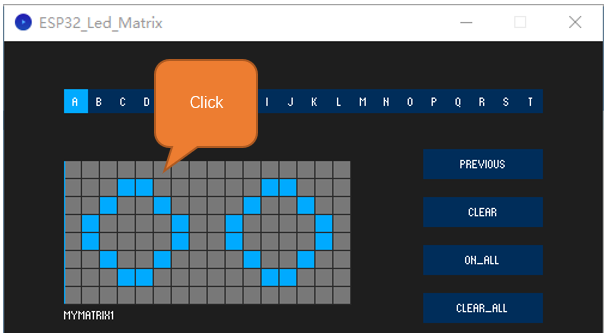 ESP32_Led_Matrix
Click
A B C D I J K L M N O P Q R S T
PREVIOUS
CLEAR
ON_ALL
CLEAR_ALL
MYMATRIX1